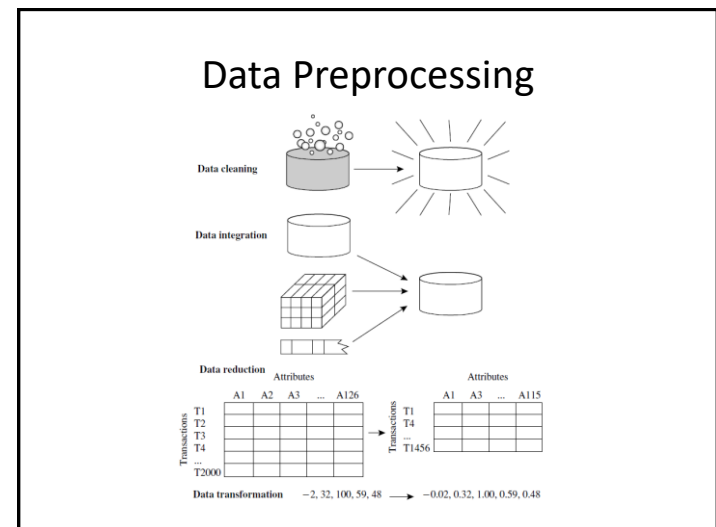 Data Preprocessing
Data cleaning
Data integration
Data reduction
Attributes
A1 A2 A3 ... A126
Transactions
T1
T2
T3
T4
...
T2000
Attributes
A1 A3 ... A115
Transactions
T1
T4
...
T1456
Data transformation −2, 32, 100, 59, 48 −0.02, 0.32, 1.00, 0.59, 0.48